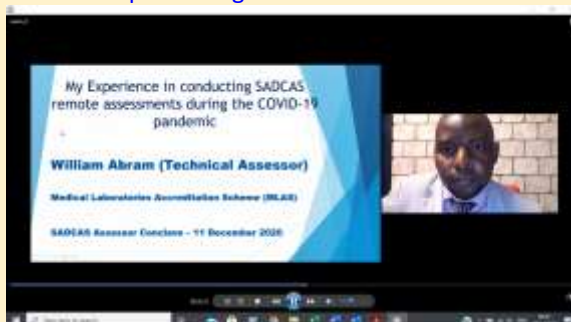 My Experience in conducting SADCAS
remote assessments during the COVID-19
pandemic
William Abram (Technical Assessor)
Medical Laboratories Accreditation Scheme (MLAS)
SADCAS Assessor Conclave - 11 December 2020